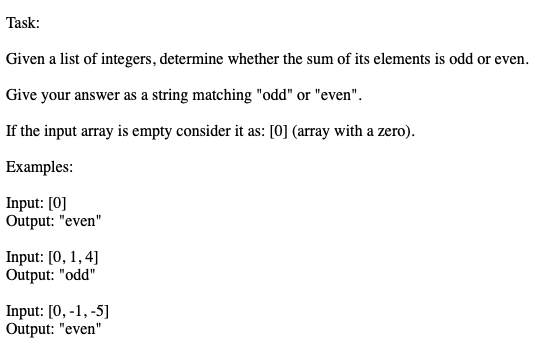 Task:
Given a list of integers, determine whether the sum of its elements is odd or even.
Give your answer as a string matching "odd" or "even".
If the input array is empty consider it as: [0] (array with a zero).
Examples:
Input: [0]
Output: "even"
Input: [0, 1, 4]
Output: "odd"
Input: [0, -1, -5]
Output: "even"